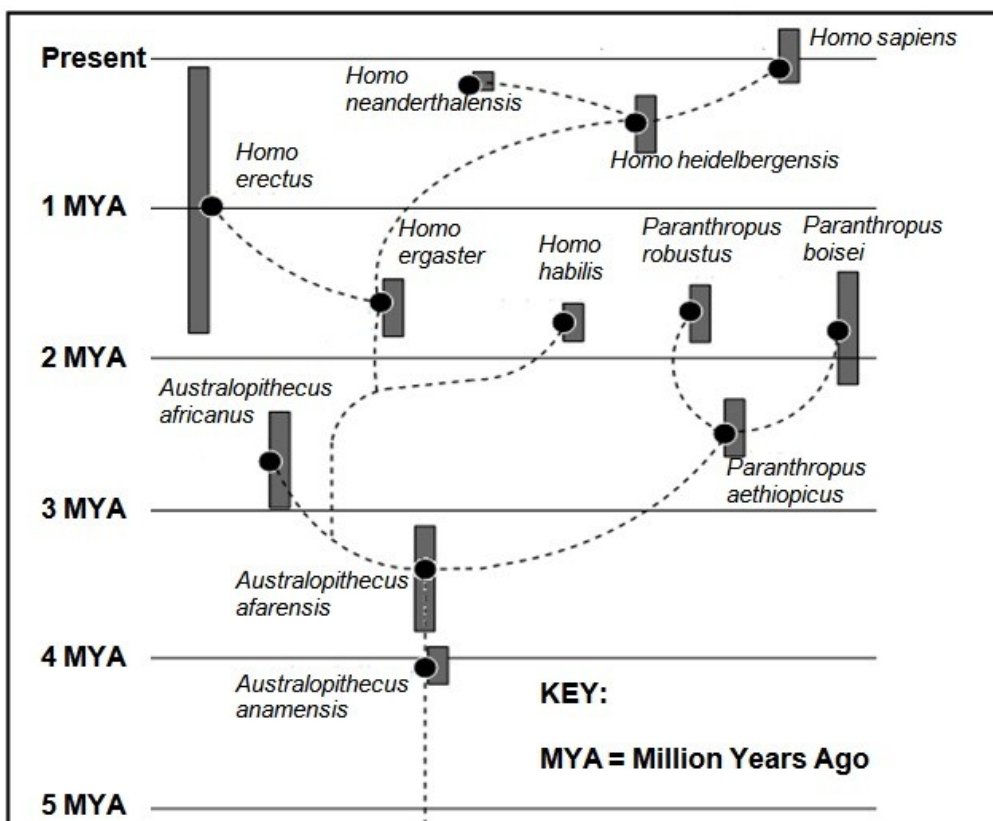 Present
Homo sapiens
Homo
neanderthalensis
Homo heidelbergensis
Homo
erectus
1 MYA
Homo
ergaster
Homo
habilis
Paranthropus
robustus
Paranthropus
boisei
2 MYA
Australopithecus
africanus
Paranthropus
aethiopicus
3 MYA
Australopithecus
afarensis
4 MYA
Australopithecus
anamensis
KEY:
MYA = Million Years Ago
5 MYA